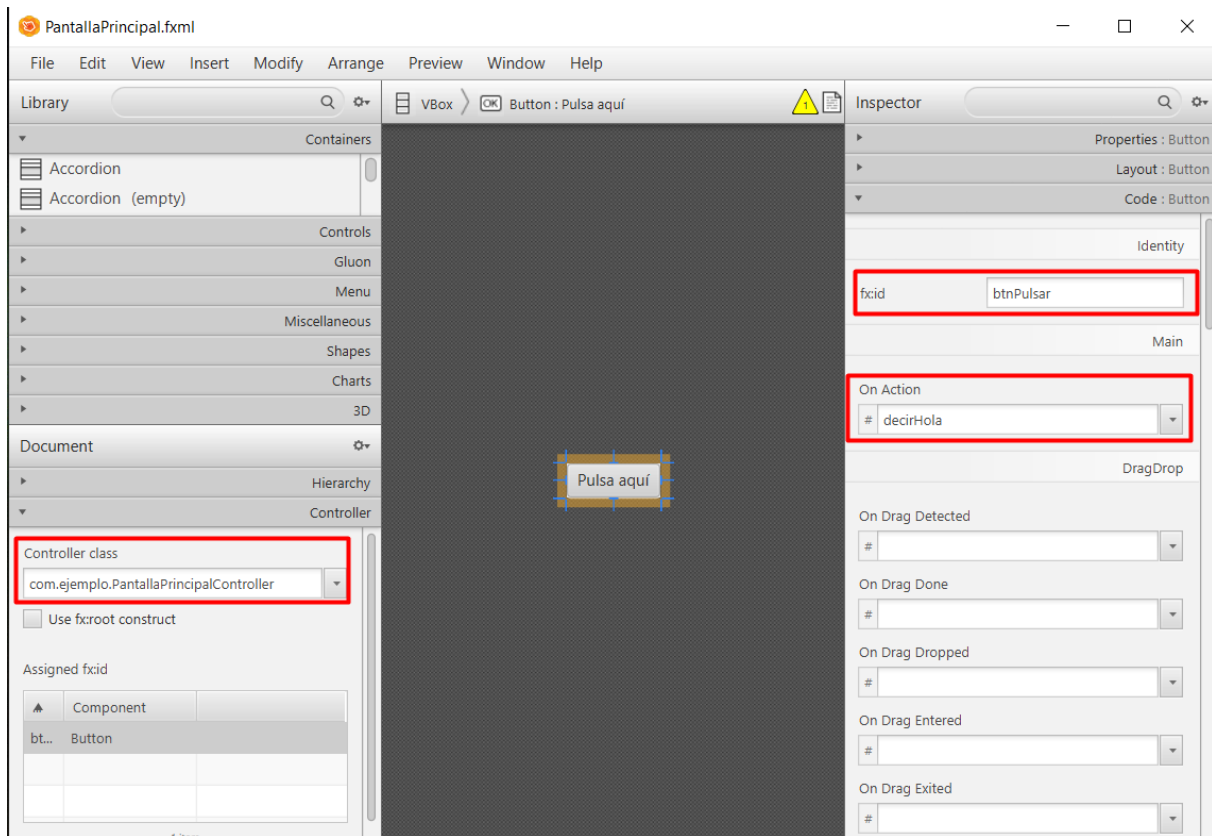 PantallaPrincipal.fxml
File Edit View Insert Modify Arrange Preview Window Help
Library
VBox Button : Pulsa aquí
1
Inspector
Containers
Accordion
Accordion (empty)
Controls
Gluon
Menu
Miscellaneous
Shapes
Charts
3D
Document
Hierarchy
Controller
Controller class
com.ejemplo.PantallaPrincipalController
Use fx:root construct
Assigned fx:id
Component
bt... Button
OK
Pulsa aquí
Properties : Button
Layout : Button
Code : Button
Identity
fx:id btnPulsar
Main
On Action
# decirHola
DragDrop
On Drag Detected
#
On Drag Done
#
On Drag Dropped
#
On Drag Entered
#
On Drag Exited
#